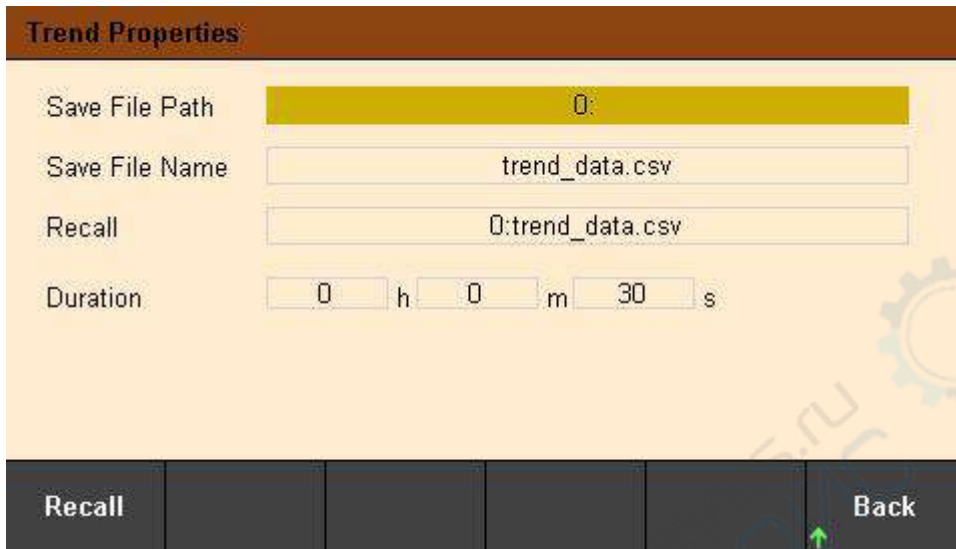 Trend Properties
Save File Path 0:
Save File Name trend_data.csv
Recall 0:trend_data.csv
Duration 0 h 0 m 30 s
Recall Back